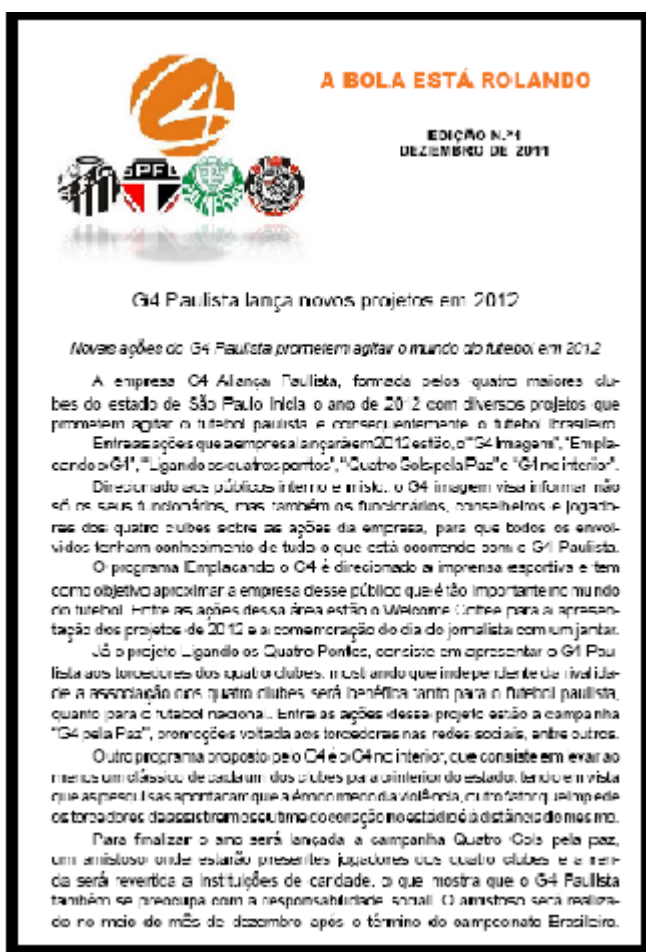 A BOLA ESTÁ ROLANDO
EDIÇÃO N.º1
DEZEMBRO DE 2011
SPFC
G4 Paulista lança novos projetos em 2012
Novas ações do G4 Paulista prometem agitar o mundo do futebol em 2012
A empresa G4 Aliança Paulista, formada pelos quatro maiores clu-
bes do estado de São Paulo inicia o ano de 2012 com diversos projetos que
prometem agitar o futebol paulista e consequentemente o futebol brasileiro.
Entre as ações que a empresa lançará em 2012 estão, o "G4 Imagem", "Empla-
cando o G4", "Ligando os quatros pontos", "Quatro Gols pela Paz" e "G4 no interior".
Direcionado aos públicos interno e misto, o G4 imagem visa informar não
só os seus funcionários, mas também os funcionários, conselheiros e jogado-
res dos quatro clubes sobre as ações da empresa, para que todos os envol-
vidos tenham conhecimento de tudo o que está ocorrendo com o G4 Paulista.
O programa Emplacando o G4 é direcionado a imprensa esportiva e tem
como objetivo aproximar a empresa desse público que é tão importante no mundo
do futebol. Entre as ações dessa área estão o Welcome Coffee para a apresen-
tação dos projetos de 2012 e a comemoração do dia do jornalista com um jantar.
Já o projeto Ligando os Quatro Pontos, consiste em apresentar o G4 Pau-
lista aos torcedores dos quatro clubes, mostrando que independente da rivalida-
de a associação dos quatro clubes será benéfica tanto para o futebol paulista,
quanto para o futebol nacional. Entre as ações desse projeto estão a campanha
"G4 pela Paz", promoções voltada aos torcedores nas redes sociais, entre outros.
Outro programa proposto pelo G4 é o G4 no interior, que consiste em levar ao
menos um clássico de cada um dos clubes para o interior do estado, tendo em vista
que as pesquisas apontaram que além do medo da violência, outro fator que impede
os torcedores de assistirem seu time do coração no estádio é a distância do mesmo.
Para finalizar o ano será lançada a campanha Quatro Gols pela paz,
um amistoso onde estarão presentes jogadores dos quatro clubes e a ren-
da será revertida a instituições de caridade, o que mostra que o G4 Paulista
também se preocupa com a responsabilidade social. O amistoso será realiza-
do no meio do mês de dezembro após o término do campeonato Brasileiro.